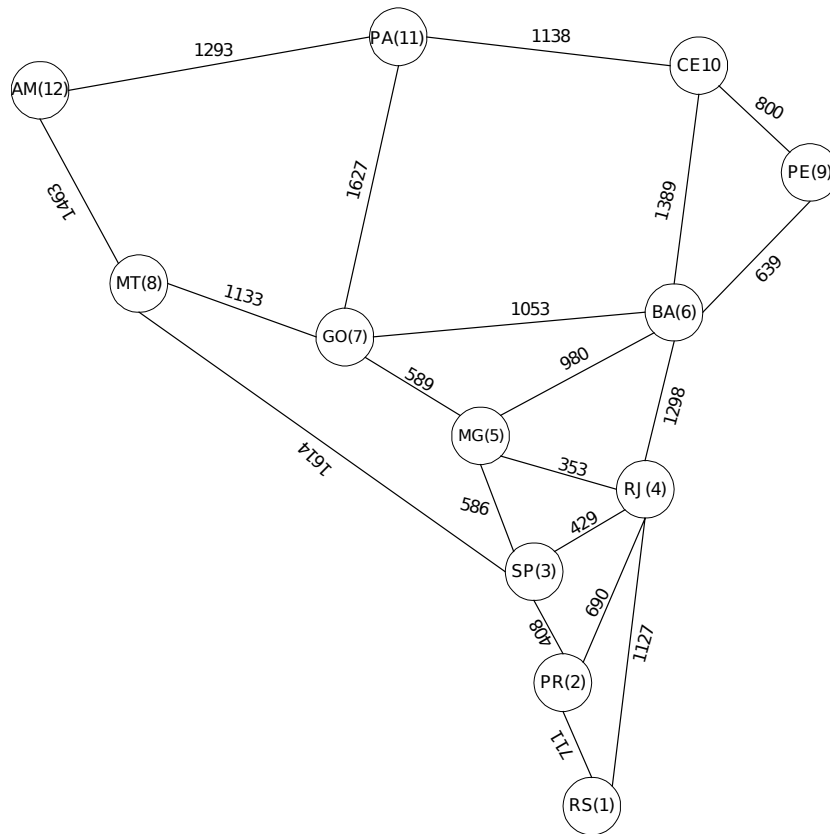 PA(11)
1293
1138
CE10
AM(12)
800
PE(9)
1627
1389
1463
639
MT(8)
1133
1053
BA(6)
GO(7)
980
589
1298
MG(5)
353
1614
RJ(4)
586
429
SP(3)
690
408
1127
PR(2)
711
RS(1)